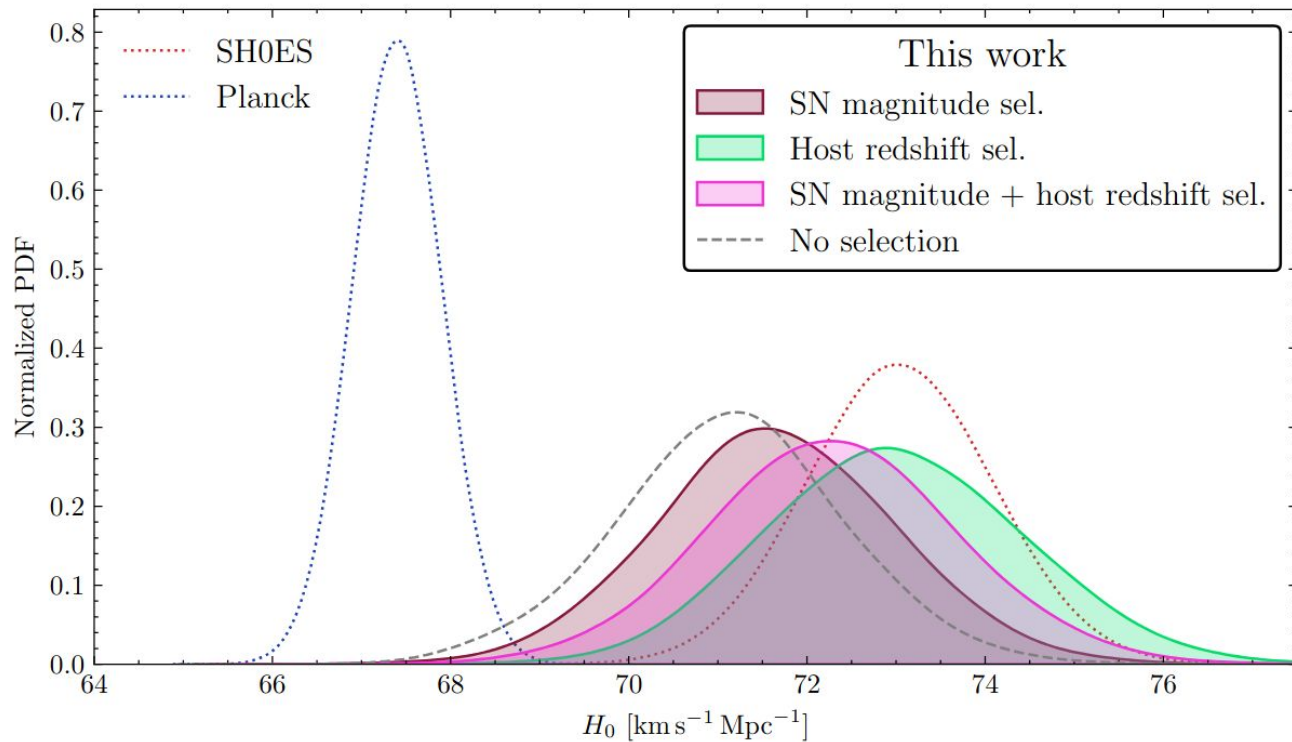 SH0ES
Planck
This work
SN magnitude sel.
Host redshift sel.
SN magnitude + host redshift sel.
No selection
Normalized PDF
0.8
0.7
0.6
0.5
0.4
0.3
0.2
0.1
0.0
64 66 68 70 72 74 76
H₀ [km s⁻¹ Mpc⁻¹]